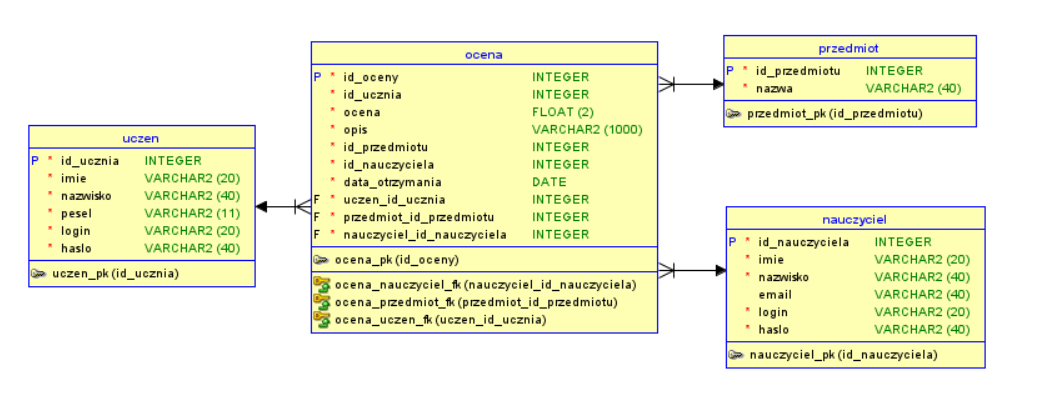 uczen
P * id_ucznia INTEGER
* imie VARCHAR2 (20)
* nazwisko VARCHAR2 (40)
* pesel VARCHAR2 (11)
* login VARCHAR2 (20)
* haslo VARCHAR2 (40)
uczen_pk (id_ucznia)
ocena
P * id_oceny INTEGER
* id_ucznia INTEGER
* ocena FLOAT (2)
* opis VARCHAR2 (1000)
* id_przedmiotu INTEGER
* id_nauczyciela INTEGER
* data_otrzymania DATE
F * uczen_id_ucznia INTEGER
F * przedmiot_id_przedmiotu INTEGER
F * nauczyciel_id_nauczyciela INTEGER
ocena_pk (id_oceny)
ocena_nauczyciel_fk (nauczyciel_id_nauczyciela)
ocena_przedmiot_fk (przedmiot_id_przedmiotu)
ocena_uczen_fk (uczen_id_ucznia)
przedmiot
P * id_przedmiotu INTEGER
* nazwa VARCHAR2 (40)
przedmiot_pk (id_przedmiotu)
nauczyciel
P * id_nauczyciela INTEGER
* imie VARCHAR2 (20)
* nazwisko VARCHAR2 (40)
email VARCHAR2 (40)
* login VARCHAR2 (20)
* haslo VARCHAR2 (40)
nauczyciel_pk (id_nauczyciela)